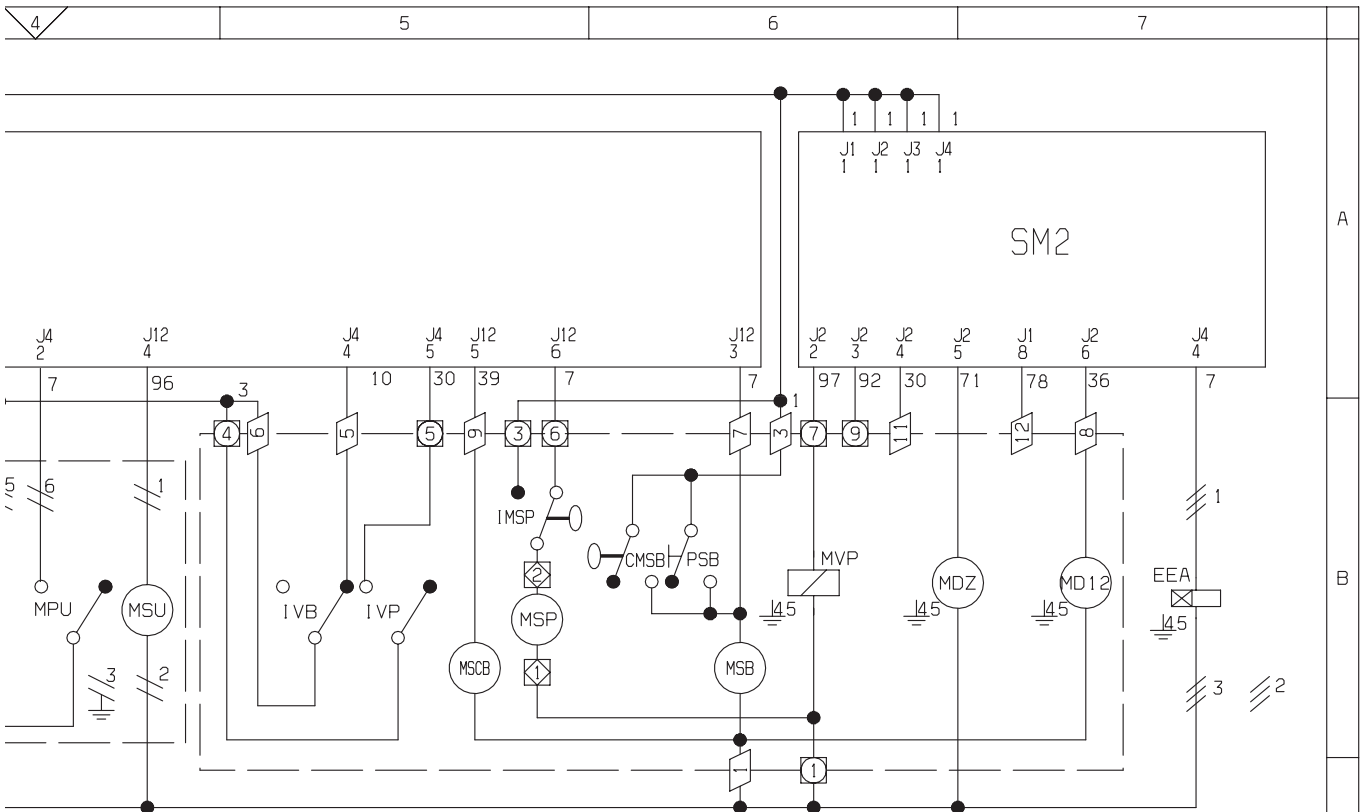 4 5 6 7
1 1 1 1
J1 J2 J3 J4
1 1 1 1
A
SM2
J4 J12 J4 J4 J12 J12 J12 J2 J2 J2 J2 J1 J2 J4
2 4 4 5 5 6 3 2 3 4 5 8 6 4
7 96 3 10 30 39 7 7 97 92 30 71 78 36 7
1
4 6 5 5 9 3 6 7 3 7 9 11 12 8
5 6 1 1
IMSP
CMSB PSB MVP
2 EEA B
MPU MSU IVB IVP MSP 45 45 MDZ 45 MD12 45
MSCB 1 MSB
3 2 3 2
1 1